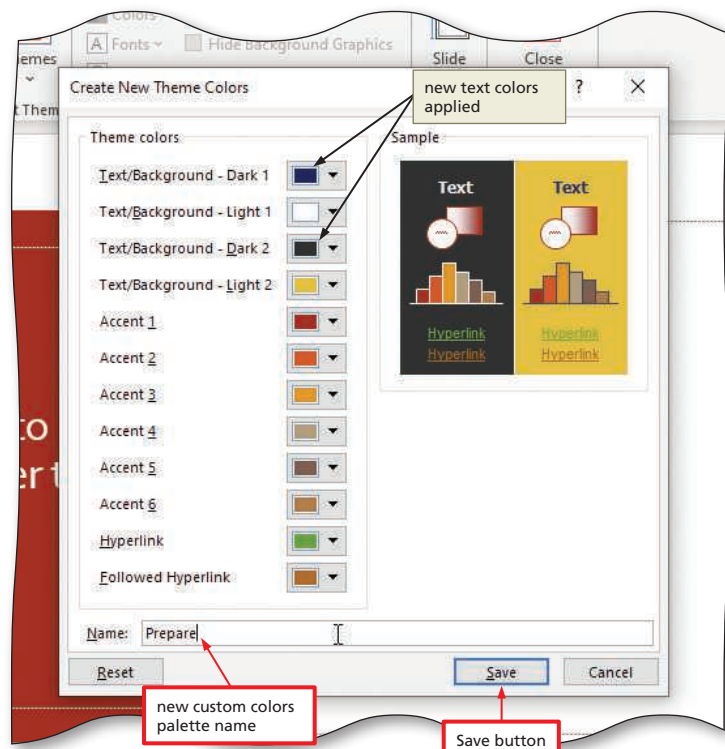 Colors
Fonts
Hide Background Graphics
Slide
Close
emes
t Them
Create New Theme Colors
?
new text colors
applied
Theme colors
Sample
Text/Background - Dark 1
Text/Background - Light 1
Text/Background - Dark 2
Text/Background - Light 2
Accent 1
Accent 2
Accent 3
Accent 4
Accent 5
Accent 6
Hyperlink
Followed Hyperlink
Text
Text
Hyperlink
Hyperlink
Hyperlink
Hyperlink
to
er t
Name: Prepare
Reset
Save
Cancel
new custom colors
palette name
Save button